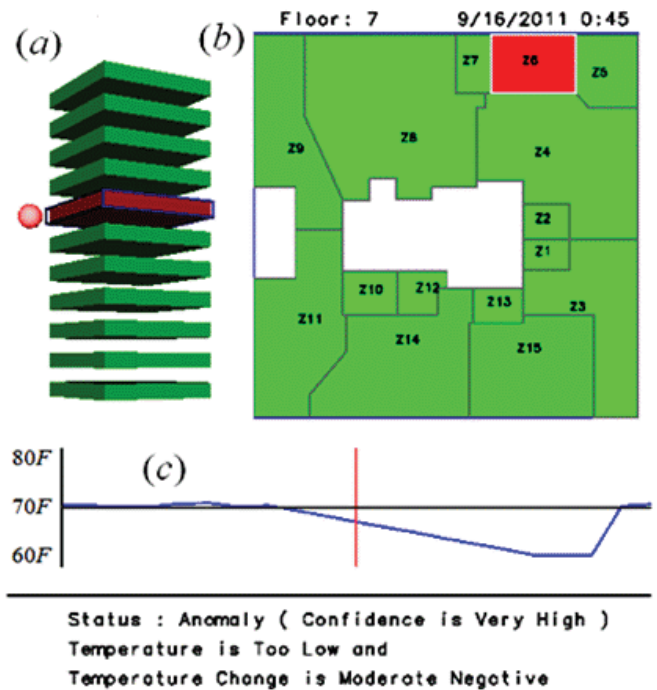 (a)
(b)
Floor: 7 9/16/2011 0:45
Z7 Z6 Z5
Z9 Z8 Z4
Z2
Z1
Z10 Z12 Z13 Z3
Z11 Z14 Z15
(c)
80F
70F
60F
Status : Anomaly ( Confidence is Very High )
Temperature is Too Low and
Temperature Change is Moderate Negative